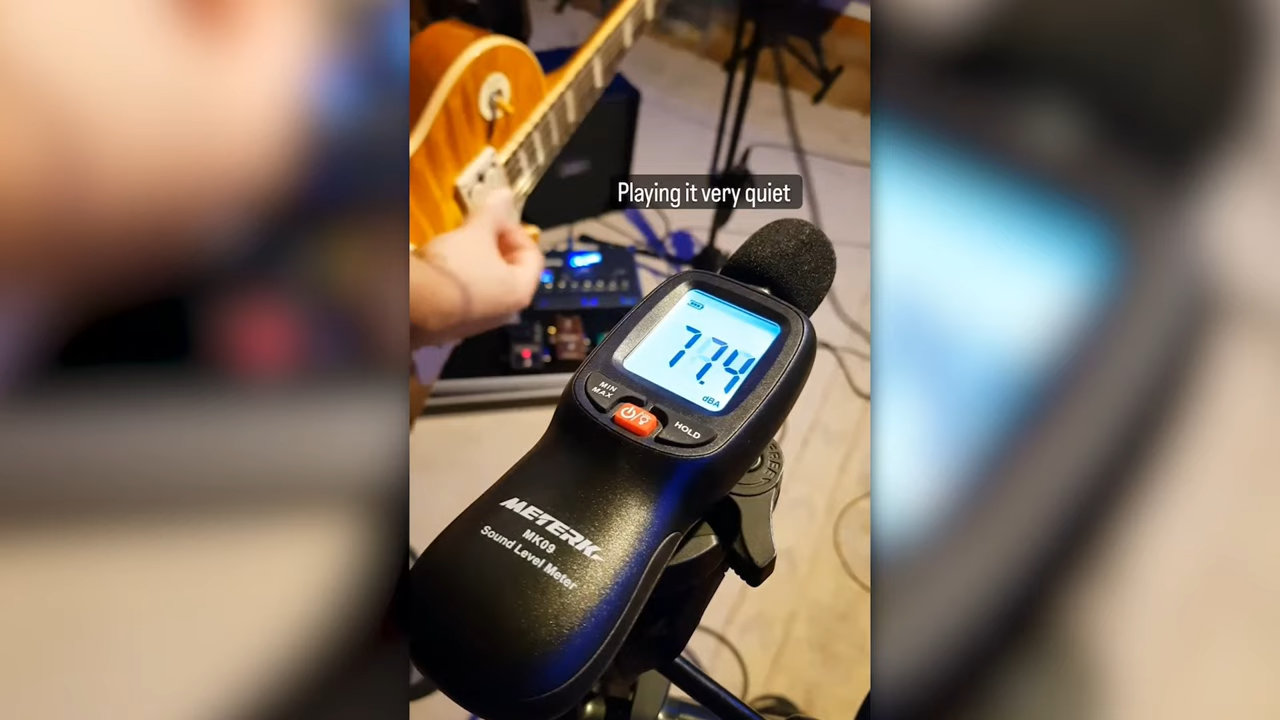 Playing it very quiet
77.4
dBA
MIN
MAX
HOLD
METERK
MK09
Sound Level Meter